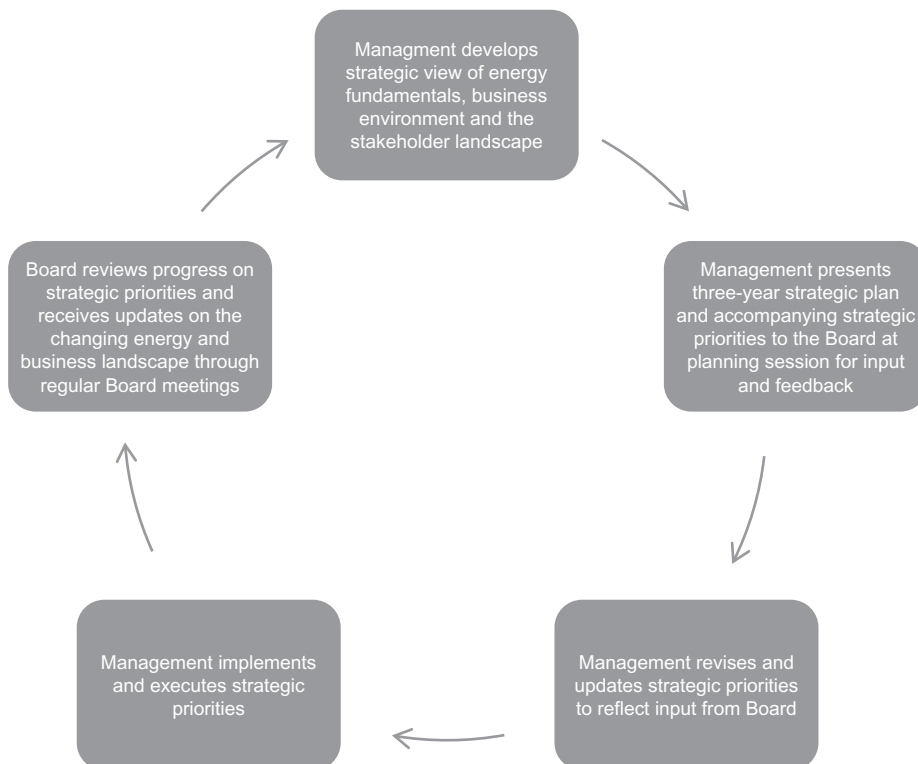 Managment develops
strategic view of energy
fundamentals, business
environment and the
stakeholder landscape
Management presents
three-year strategic plan
and accompanying strategic
priorities to the Board at
planning session for input
and feedback
Management revises and
updates strategic priorities
to reflect input from Board
Management implements
and executes strategic
priorities
Board reviews progress on
strategic priorities and
receives updates on the
changing energy and
business landscape through
regular Board meetings